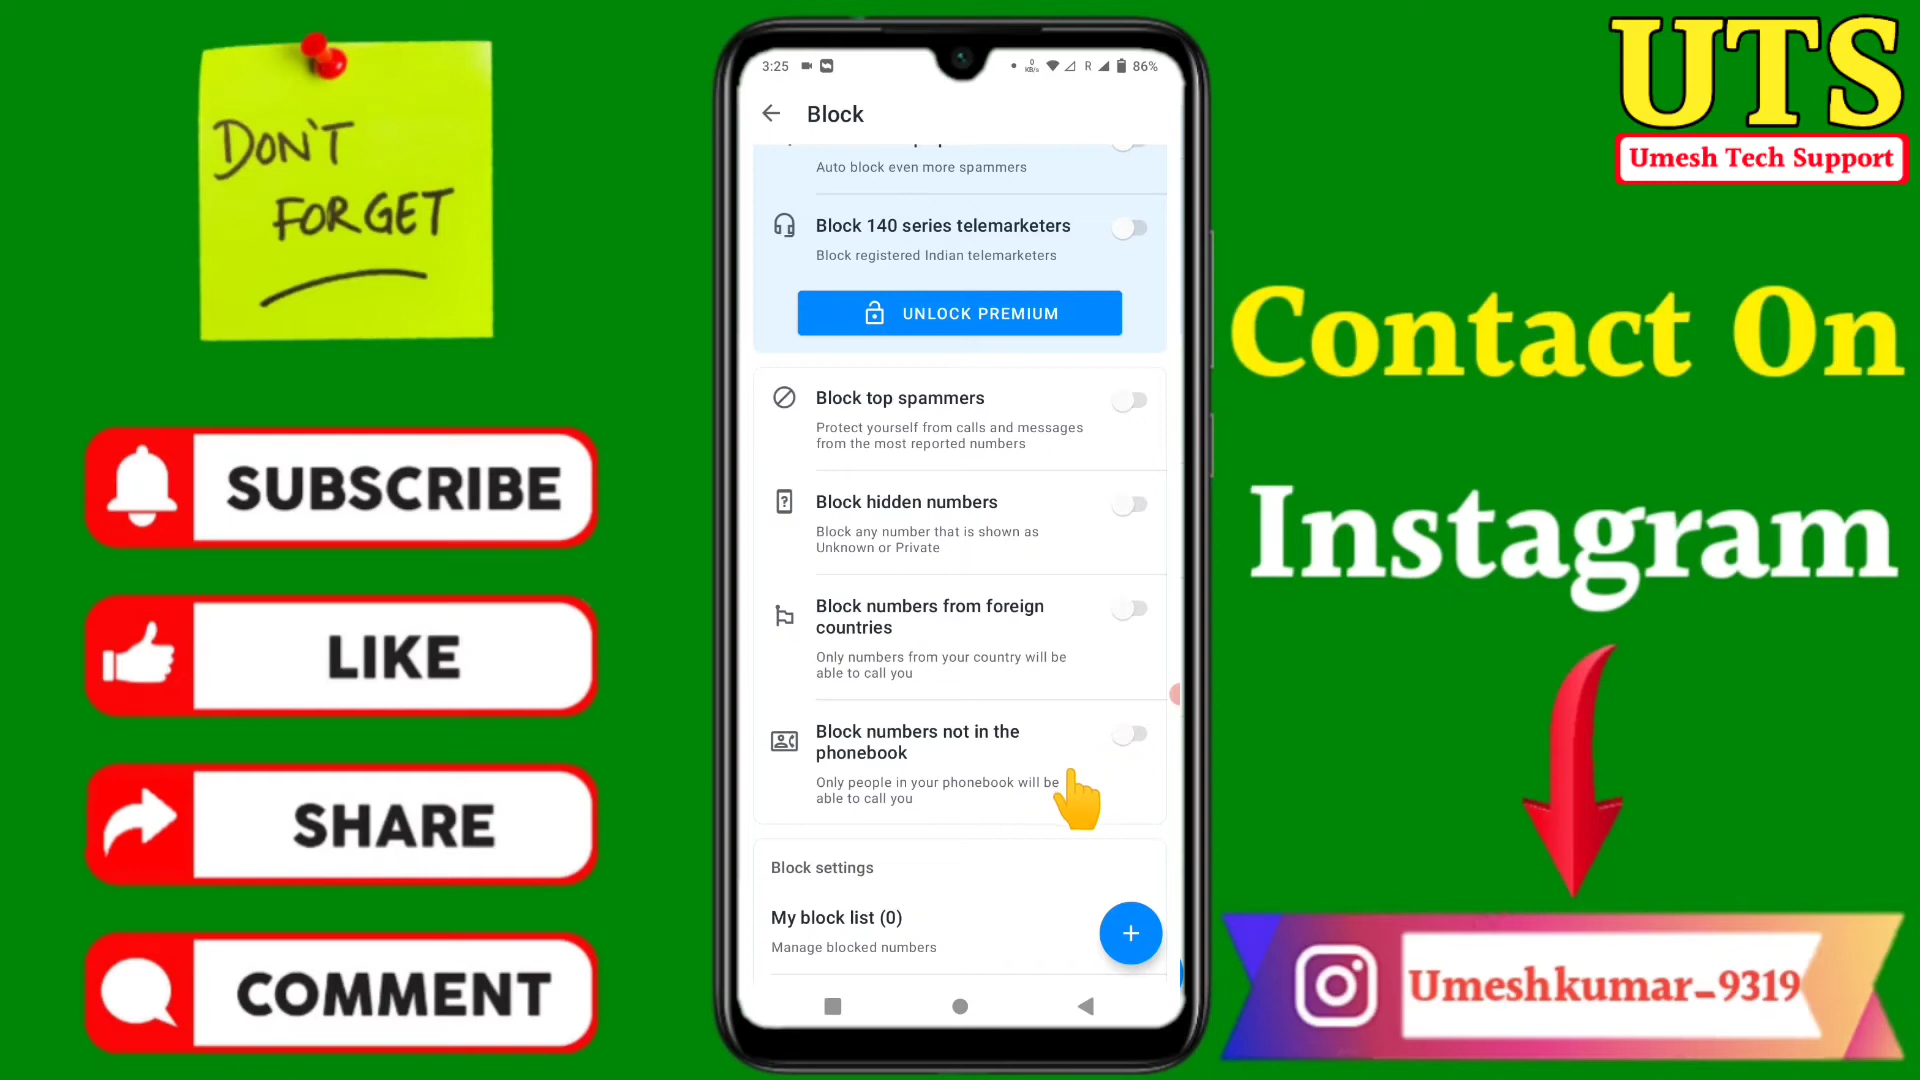 DON'T
FORGET
SUBSCRIBE
LIKE
SHARE
COMMENT
3:25
0
KB/s
R
86%
Block
Auto block even more spammers
Block 140 series telemarketers
Block registered Indian telemarketers
UNLOCK PREMIUM
Block top spammers
Protect yourself from calls and messages
from the most reported numbers
Block hidden numbers
Block any number that is shown as
Unknown or Private
Block numbers from foreign
countries
Only numbers from your country will be
able to call you
Block numbers not in the
phonebook
Only people in your phonebook will be
able to call you
Block settings
My block list (0)
Manage blocked numbers
UTS
Umesh Tech Support
Contact On
Instagram
Umeshkumar-9319